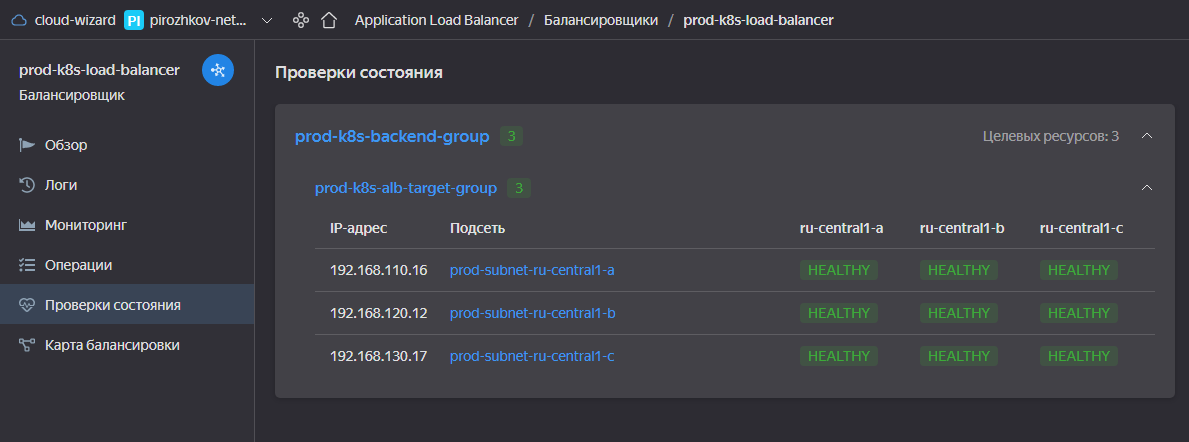 cloud-wizard PI pirozhkov-net... Application Load Balancer / Балансировщики / prod-k8s-load-balancer
prod-k8s-load-balancer
Балансировщик
Обзор
Логи
Мониторинг
Операции
Проверки состояния
Карта балансировки
Проверки состояния
prod-k8s-backend-group 3 Целевых ресурсов: 3
prod-k8s-alb-target-group 3
IP-адрес Подсеть ru-central1-a ru-central1-b ru-central1-c
192.168.110.16 prod-subnet-ru-central1-a HEALTHY HEALTHY HEALTHY
192.168.120.12 prod-subnet-ru-central1-b HEALTHY HEALTHY HEALTHY
192.168.130.17 prod-subnet-ru-central1-c HEALTHY HEALTHY HEALTHY